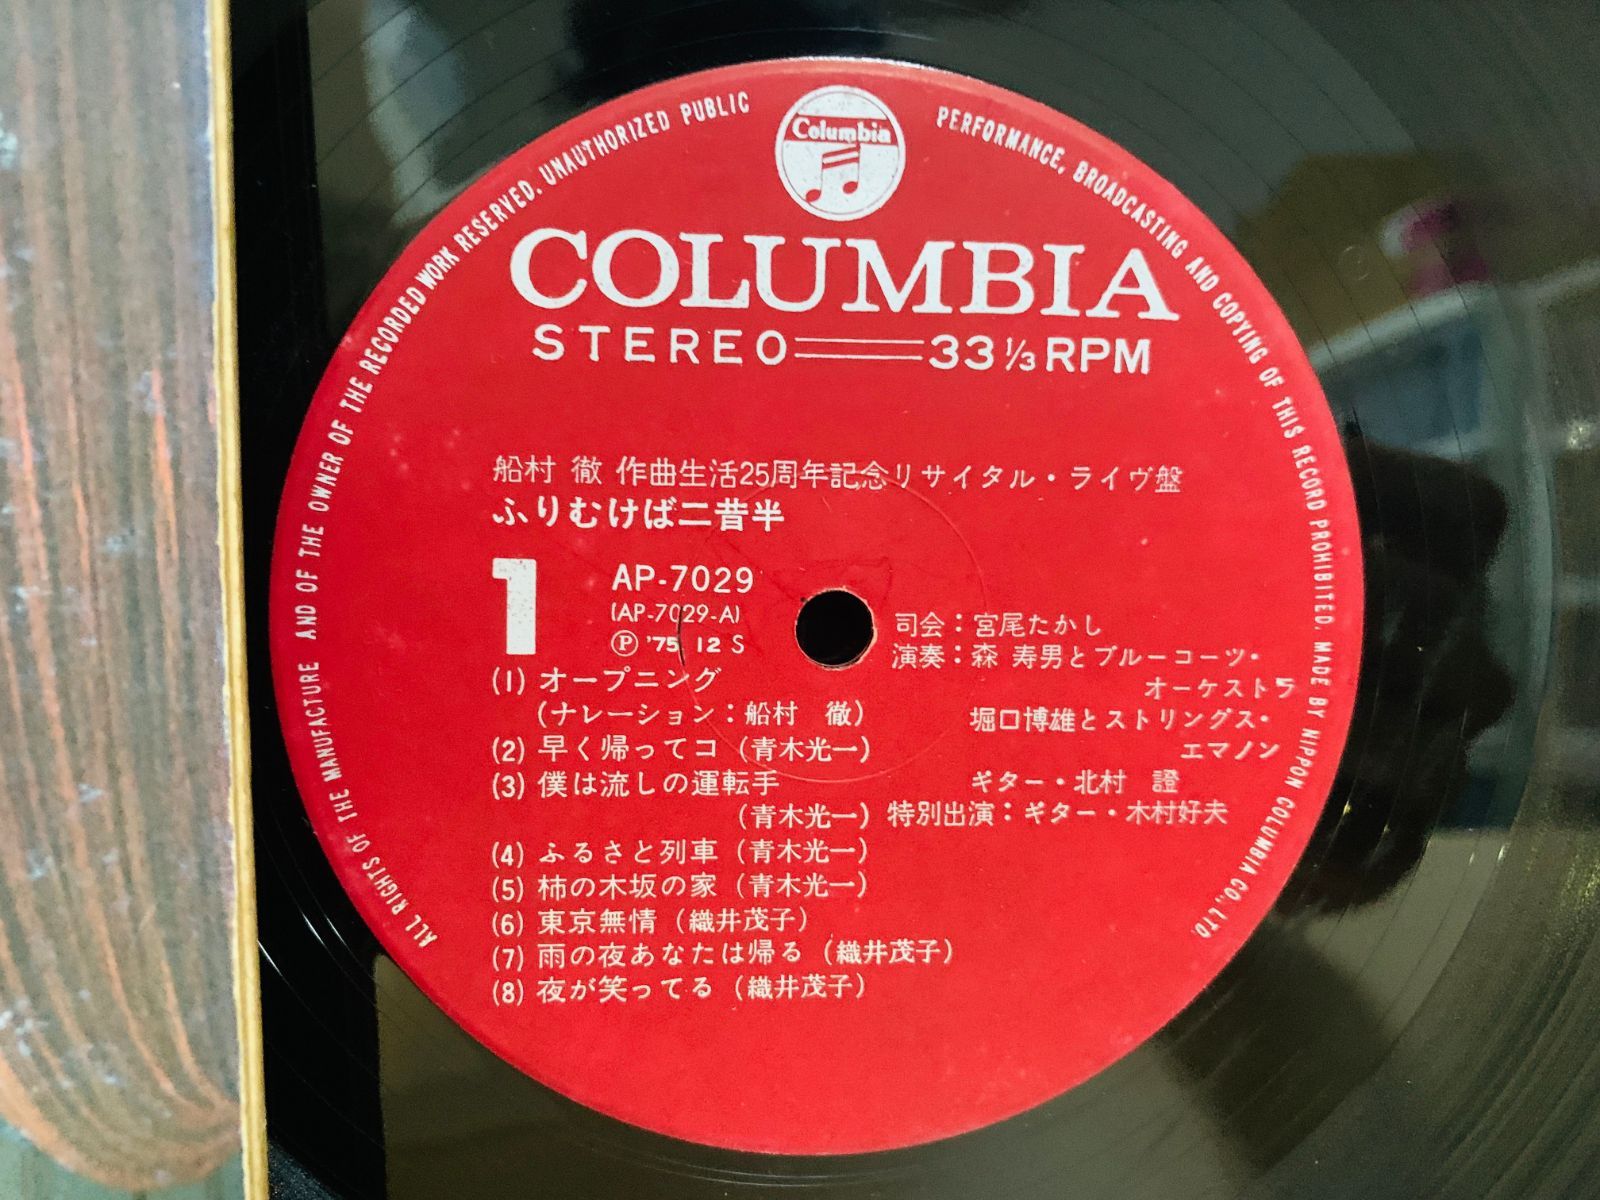 Columbia
COLUMBIA
STEREO 33 1/3 RPM
船村 徹 作曲生活25周年記念リサイタル・ライヴ盤
ふりむけば二昔半
1
AP-7029
(AP-7029-A)
Ⓟ '75 12 S
司会：宮尾たかし
演奏：森 寿男とブルーコーツ・
オーケストラ
堀口博雄とストリングス・
エマノン
ギター・北村 證
特別出演：ギター・木村好夫
(1) オープニング
(ナレーション：船村 徹)
(2) 早く帰ってコ (青木光一)
(3) 僕は流しの運転手
(青木光一)
(4) ふるさと列車 (青木光一)
(5) 柿の木坂の家 (青木光一)
(6) 東京無情 (織井茂子)
(7) 雨の夜あなたは帰る (織井茂子)
(8) 夜が笑ってる (織井茂子)
ALL RIGHTS OF THE MANUFACTURE AND OF THE OWNER OF THE RECORDED WORK RESERVED. UNAUTHORIZED PUBLIC PERFORMANCE, BROADCASTING AND COPYING OF THIS RECORD PROHIBITED. MADE BY NIPPON COLUMBIA CO., LTD.